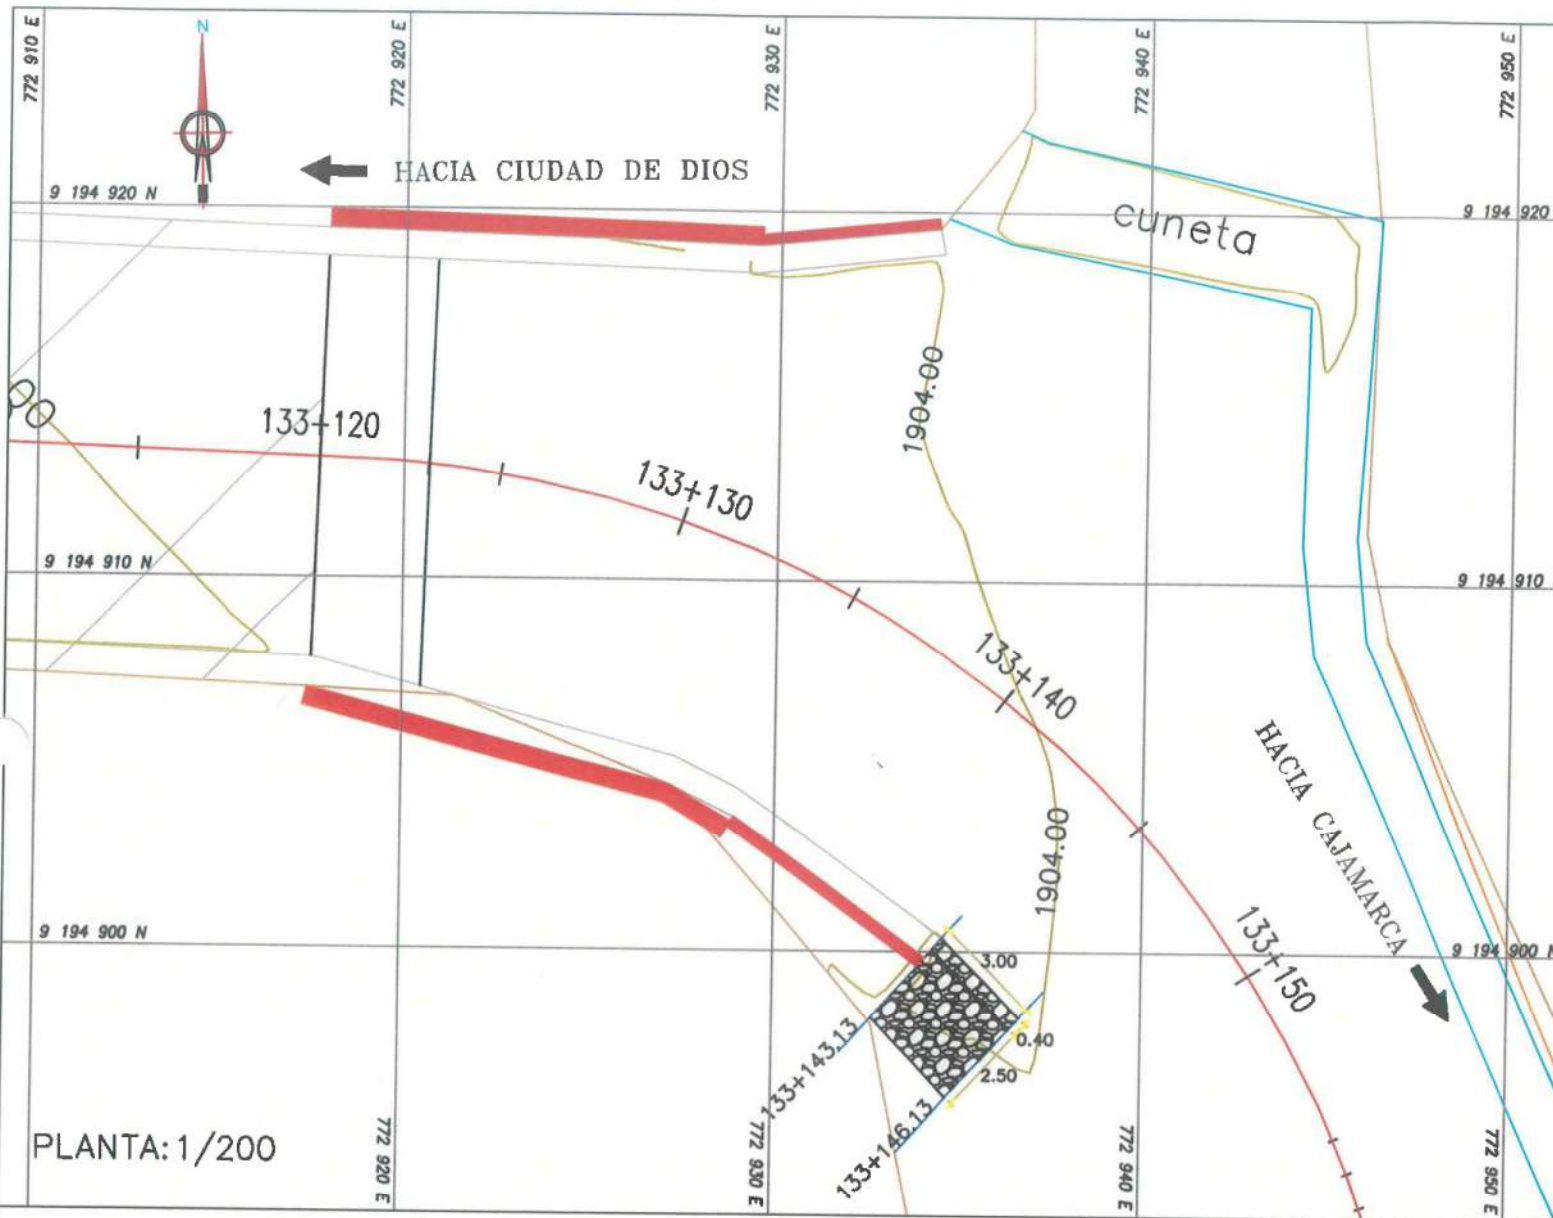 772 910 E
772 920 E
772 930 E
772 940 E
772 950 E
N
HACIA CIUDAD DE DIOS
9 194 920 N
9 194 920
cuneta
1904.00
133+120
133+130
9 194 910 N
9 194 910
133+140
HACIA CAJAMARCA
1904.00
133+150
9 194 900 N
9 194 900 N
3.00
0.40
2.50
133+143.13
133+146.13
PLANTA: 1/200
772 920 E
772 930 E
772 940 E
772 950 E